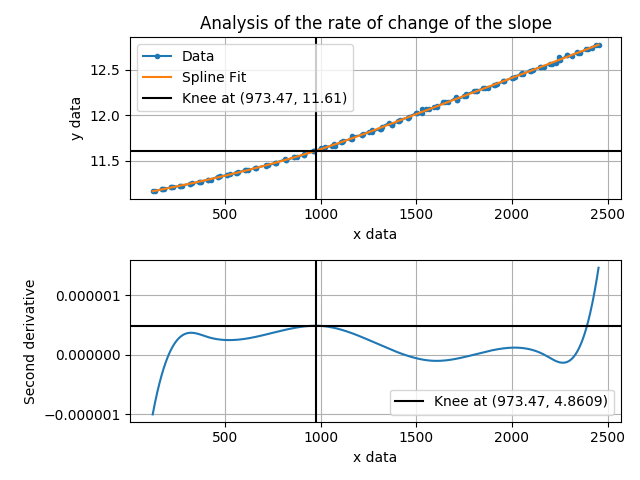 Analysis of the rate of change of the slope
Data
Spline Fit
Knee at (973.47, 11.61)
y data
12.5
12.0
11.5
500
1000
1500
2000
2500
x data
Second derivative
0.000001
0.000000
−0.000001
Knee at (973.47, 4.8609)
500
1000
1500
2000
2500
x data